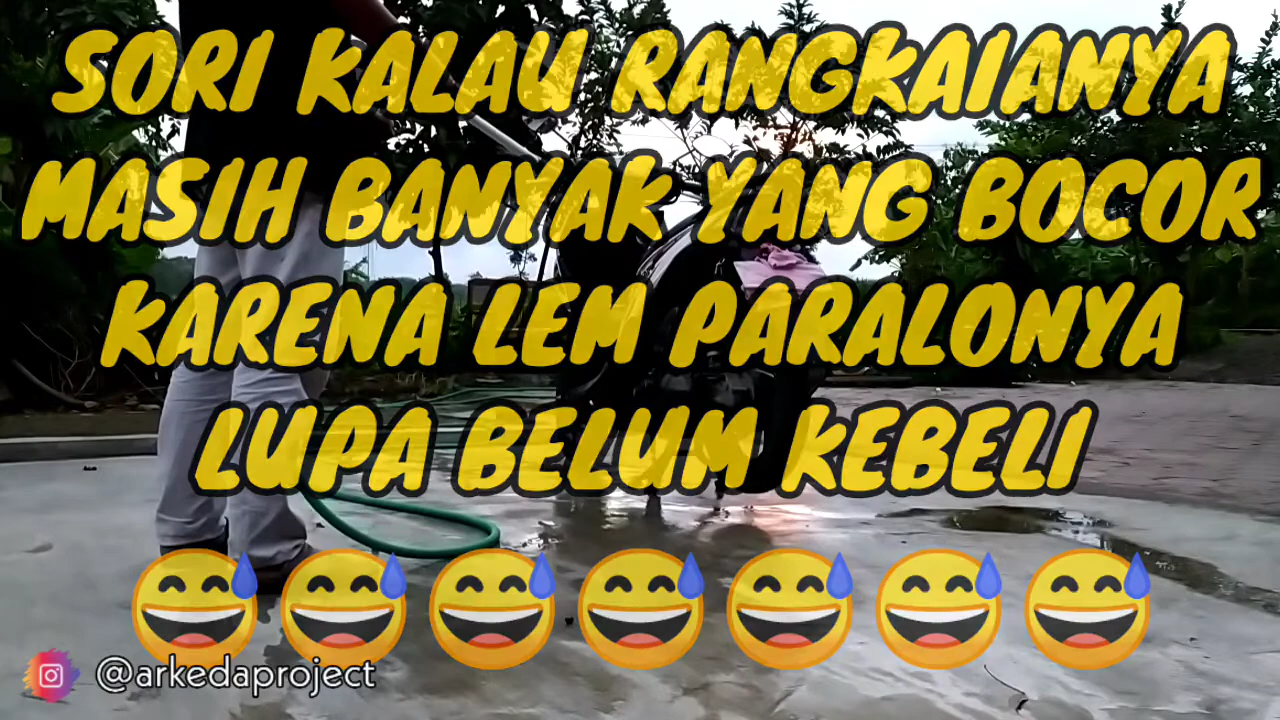 SORI KALAU RANGKAIANYA
MASIH BANYAK YANG BOCOR
KARENA LEM PARALONYA
LUPA BELUM KEBELI
@arkedaproject